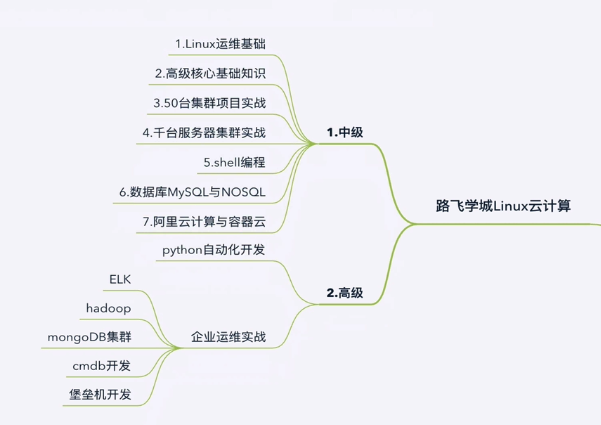 路飞学城Linux云计算
1.中级
1.Linux运维基础
2.高级核心基础知识
3.50台集群项目实战
4.千台服务器集群实战
5.shell编程
6.数据库MySQL与NOSQL
7.阿里云计算与容器云
2.高级
python自动化开发
企业运维实战
ELK
hadoop
mongoDB集群
cmdb开发
堡垒机开发